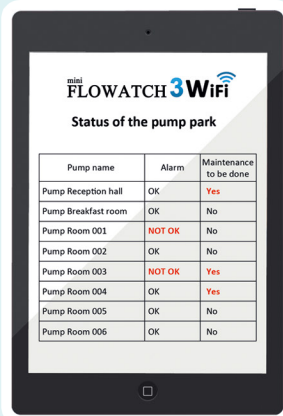 mini
FLOWATCH 3 WiFi
Status of the pump park
Pump name Alarm Maintenance to be done
Pump Reception hall OK Yes
Pump Breakfast room OK No
Pump Room 001 NOT OK No
Pump Room 002 OK No
Pump Room 003 NOT OK Yes
Pump Room 004 OK Yes
Pump Room 005 OK No
Pump Room 006 OK No